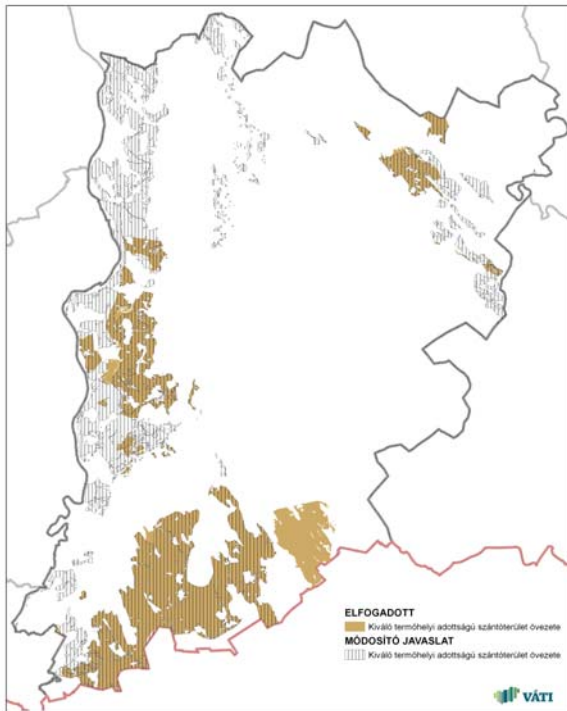 ELFOGADOTT
Kiváló termőhelyi adottságú szántóterület övezete
MÓDOSÍTÓ JAVASLAT
Kiváló termőhelyi adottságú szántóterület övezete
VÁTI